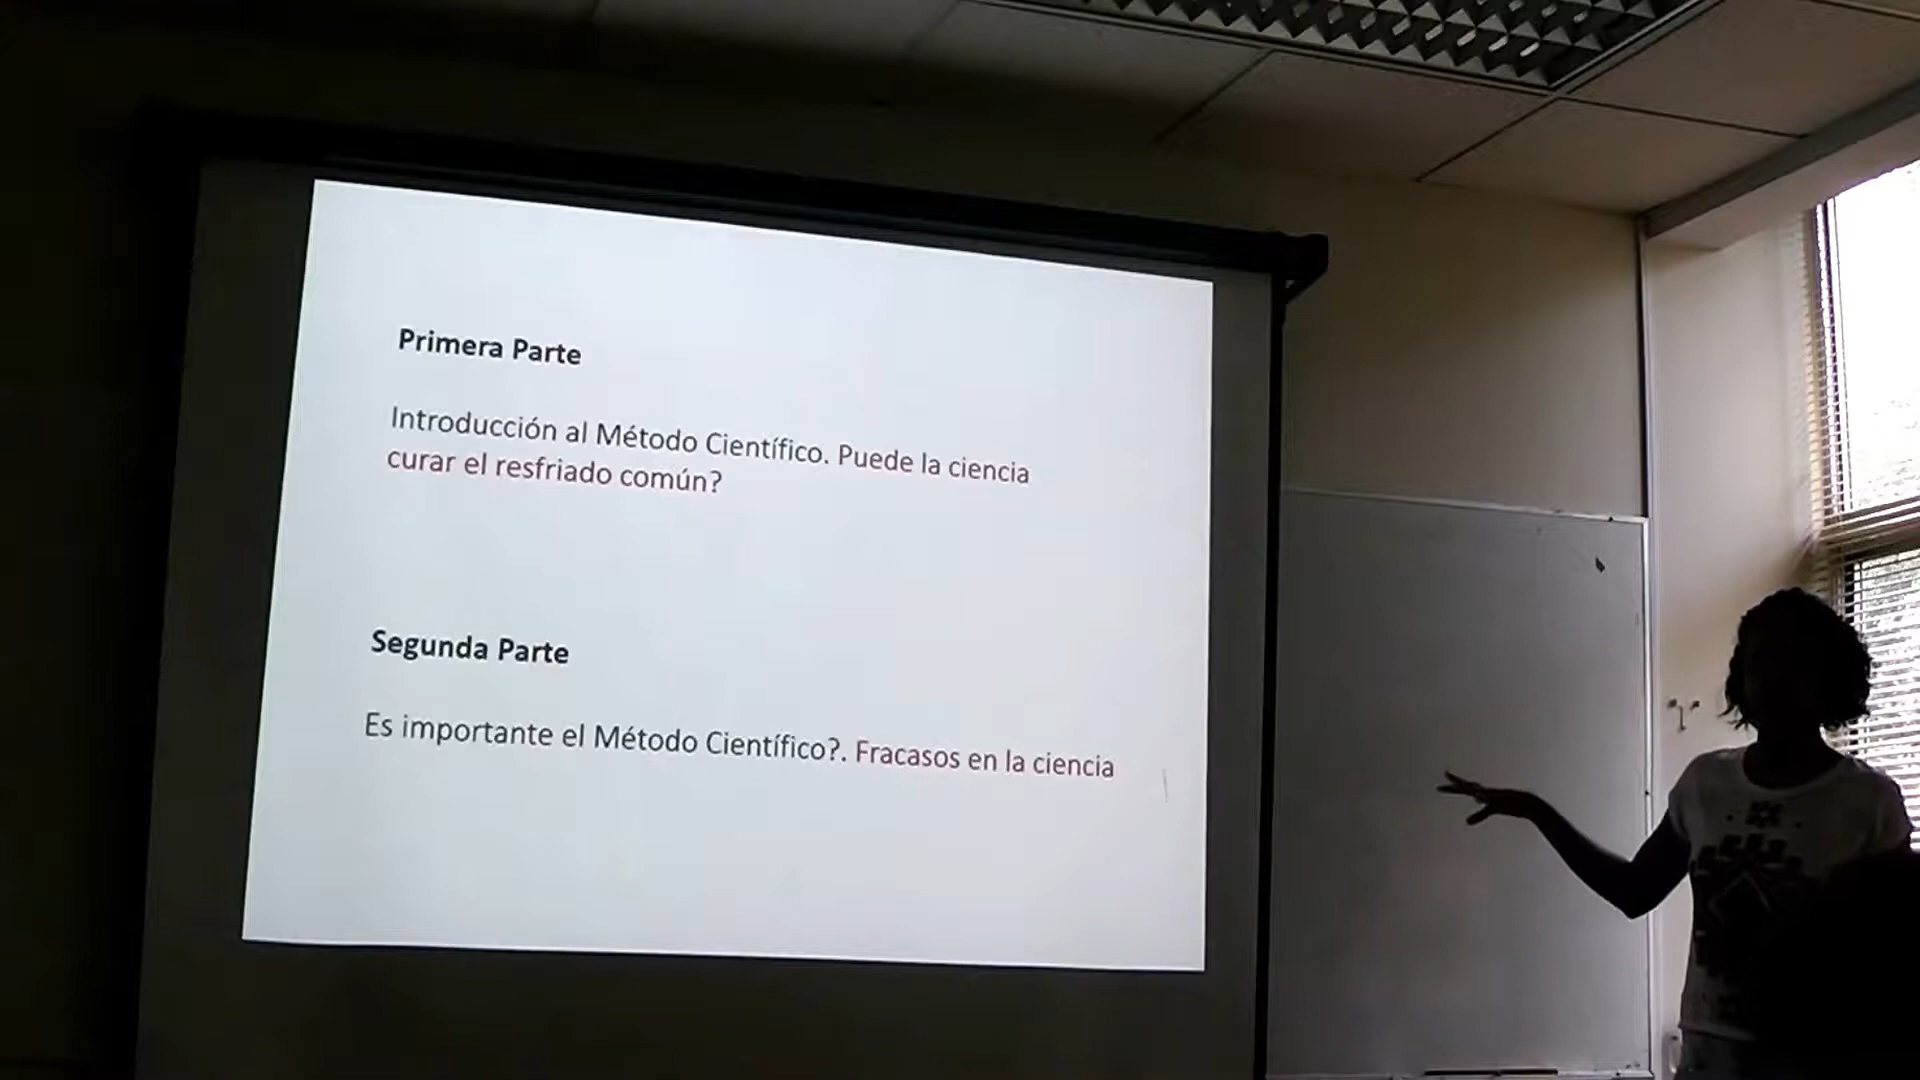 Primera Parte
Introducción al Método Científico. Puede la ciencia
curar el resfriado común?
Segunda Parte
Es importante el Método Científico?. Fracasos en la ciencia